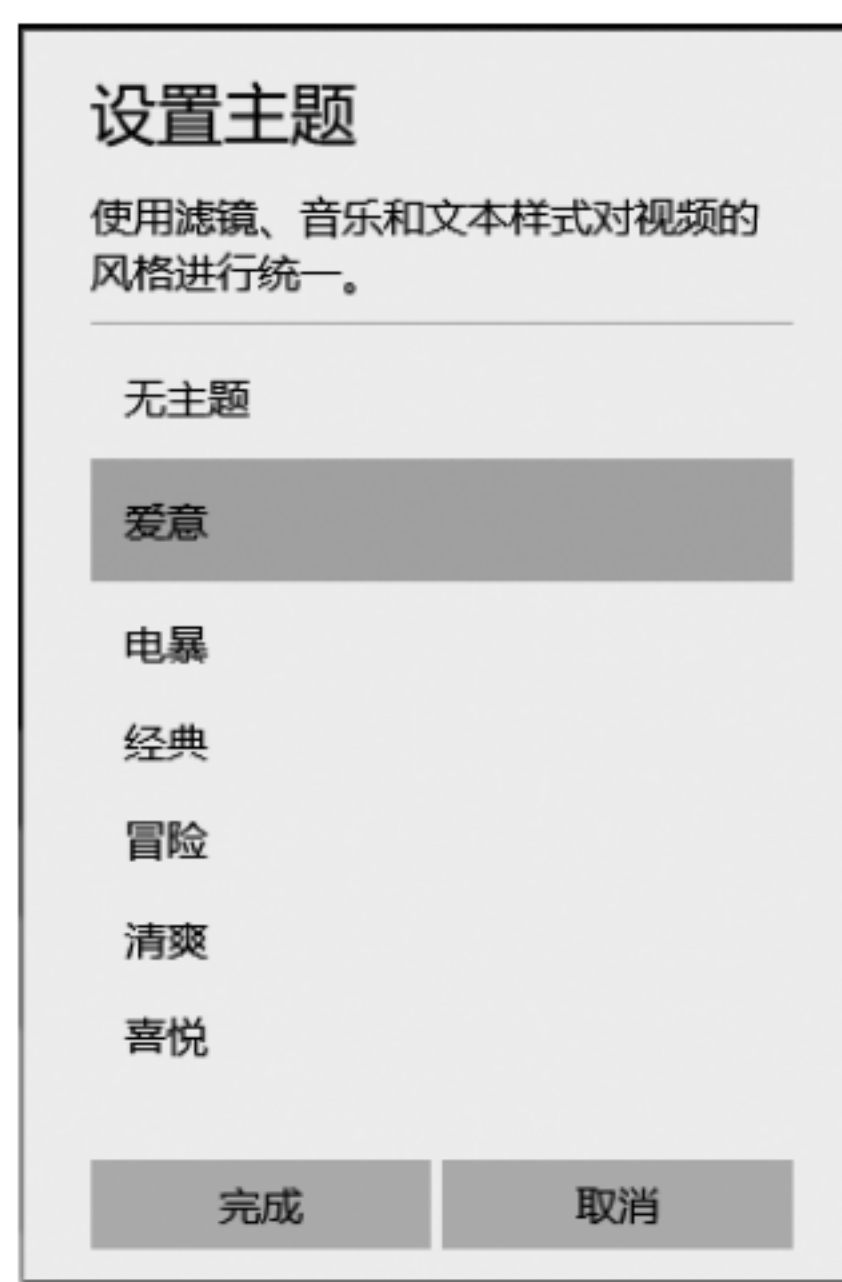 设置主题
使用滤镜、音乐和文本样式对视频的
风格进行统一。
无主题
爱意
电暴
经典
冒险
清爽
喜悦
完成 取消